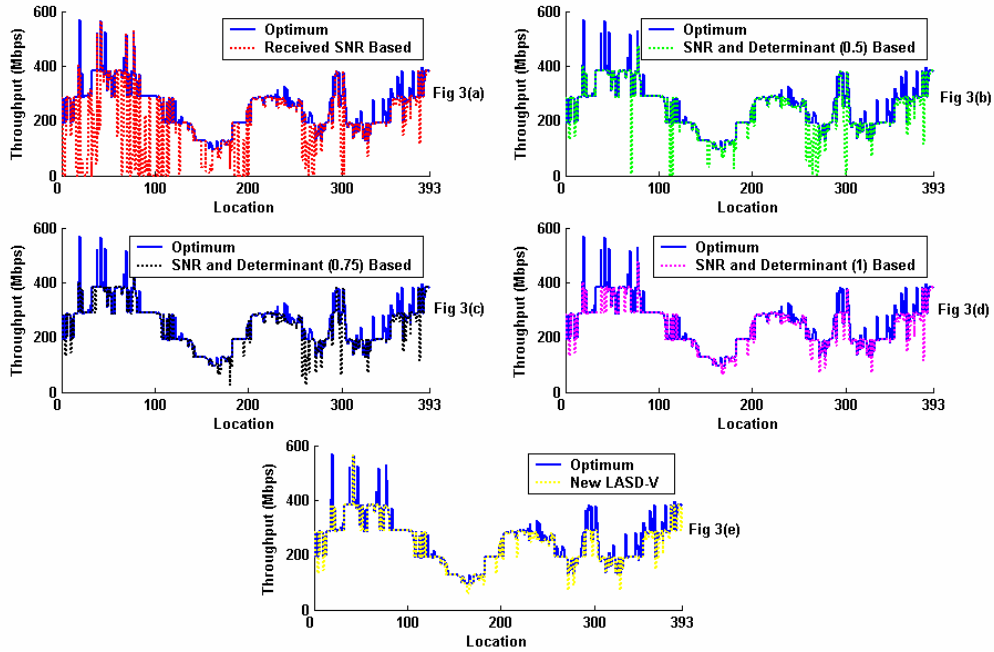 600
400
200
0
Throughput (Mbps)
Optimum
Received SNR Based
Fig 3(a)
0
100
200
300
393
Location
600
400
200
0
Throughput (Mbps)
Optimum
SNR and Determinant (0.5) Based
Fig 3(b)
0
100
200
300
393
Location
600
400
200
0
Throughput (Mbps)
Optimum
SNR and Determinant (0.75) Based
Fig 3(c)
0
100
200
300
393
Location
600
400
200
0
Throughput (Mbps)
Optimum
SNR and Determinant (1) Based
Fig 3(d)
0
100
200
300
393
Location
600
400
200
0
Throughput (Mbps)
Optimum
New LASD-V
Fig 3(e)
0
100
200
300
393
Location